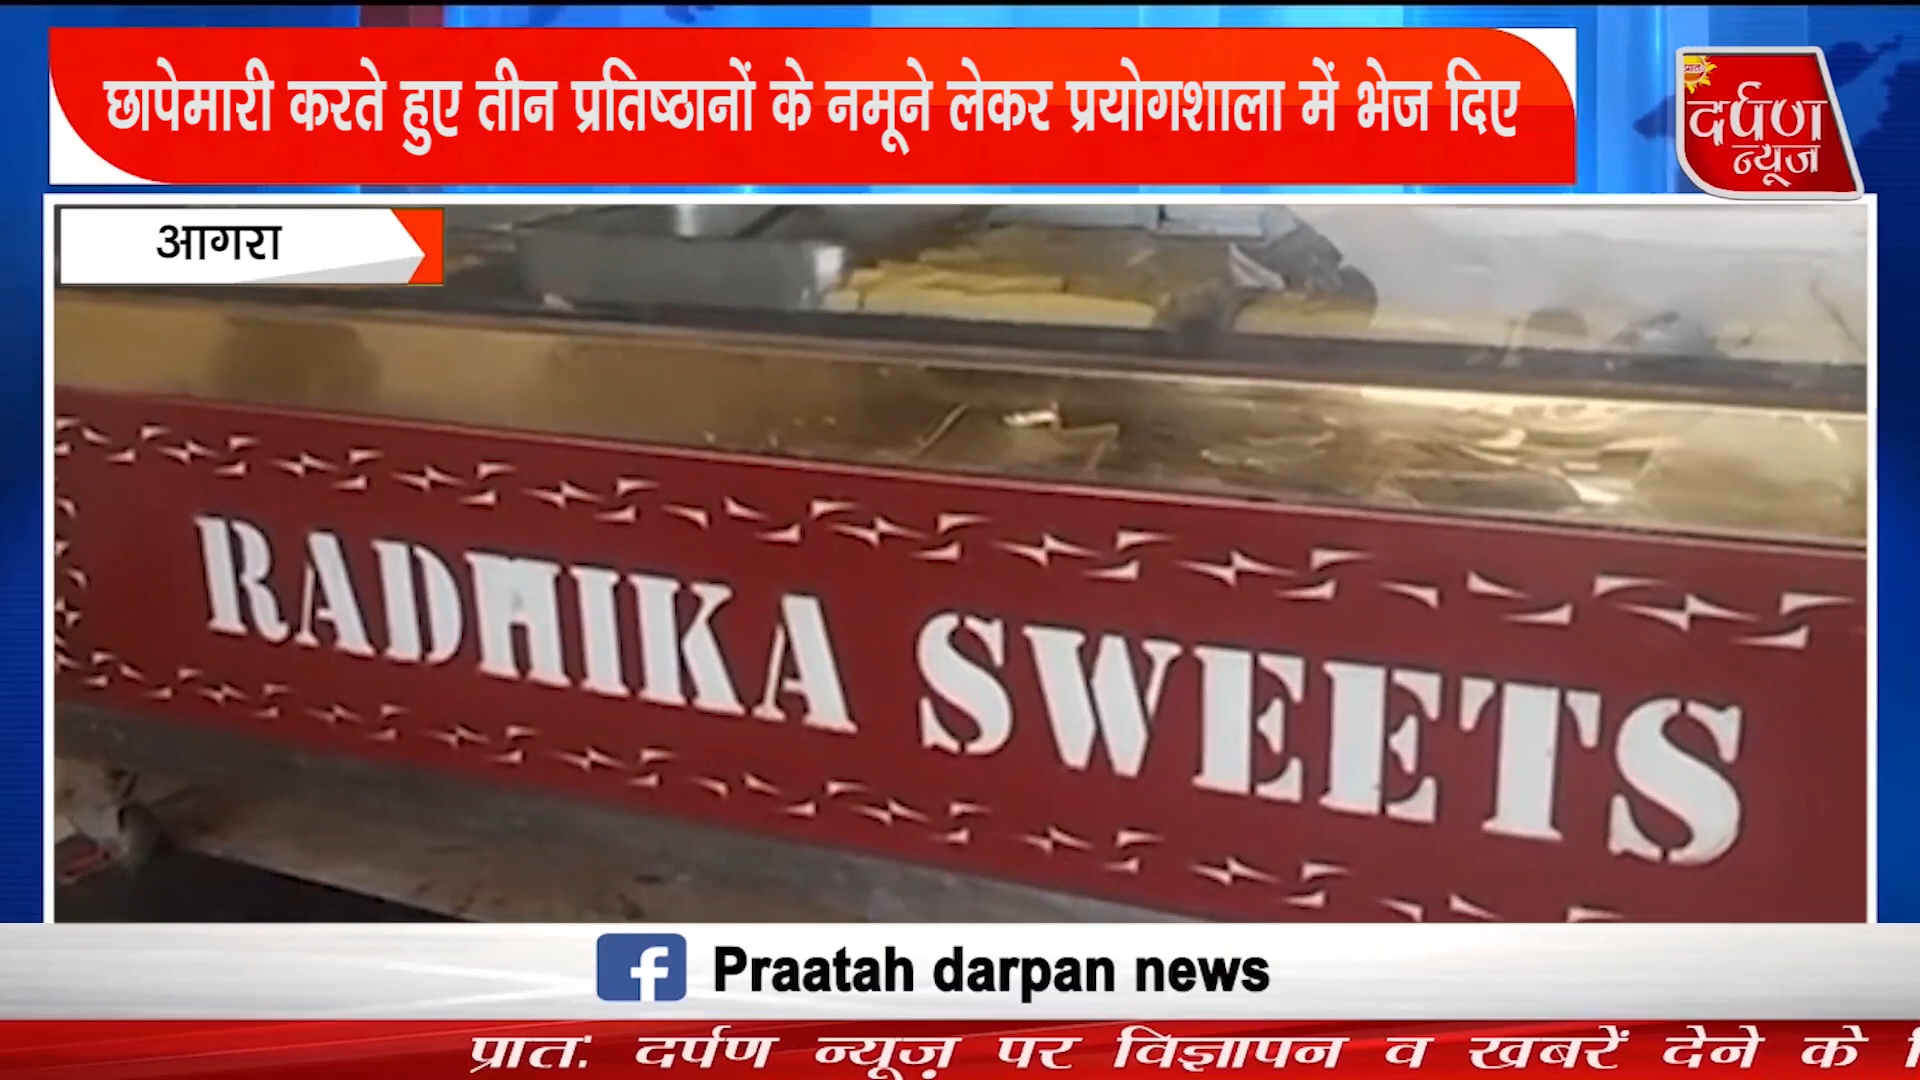 छापेमारी करते हुए तीन प्रतिष्ठानों के नमूने लेकर प्रयोगशाला में भेज दिए
प्रातः
दर्पण
न्यूज
आगरा
RADHIKA SWEETS
Praatah darpan news
प्रात: दर्पण न्यूज़ पर विज्ञापन व खबरें देने के